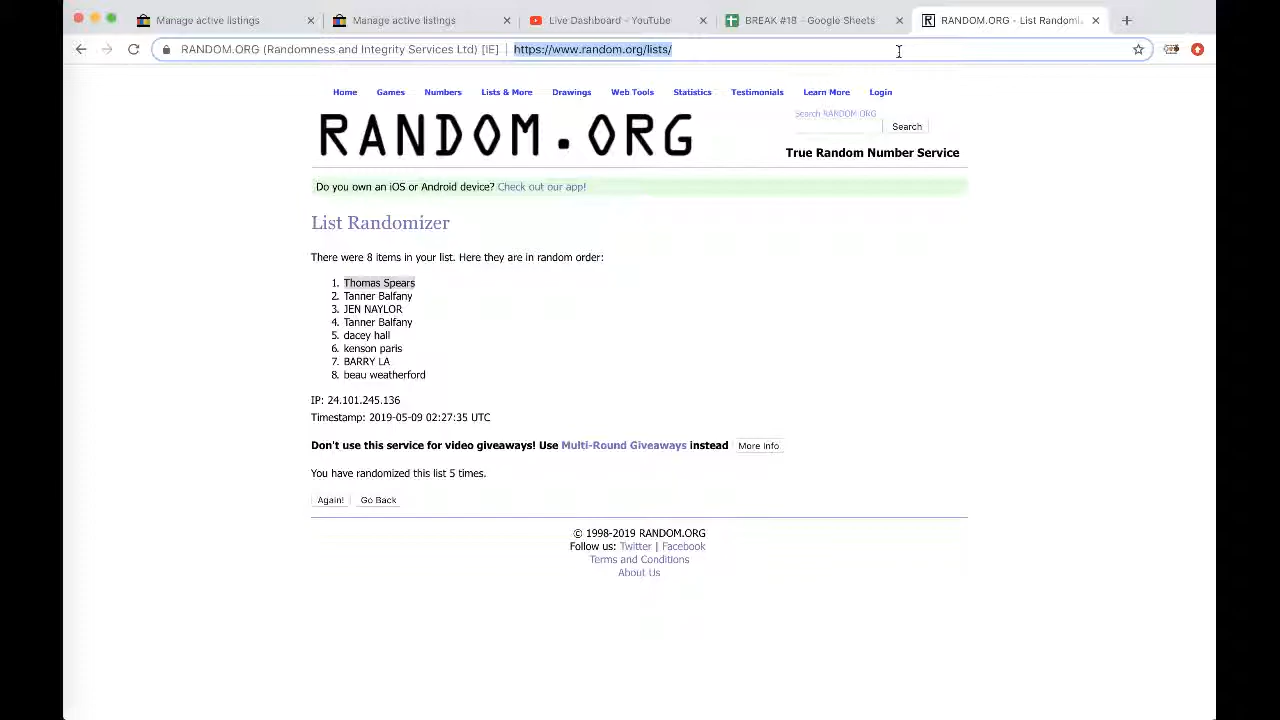 Manage active listings
Manage active listings
Live Dashboard - YouTube
BREAK #18 - Google Sheets
RANDOM.ORG - List Randomiz
RANDOM.ORG (Randomness and Integrity Services Ltd) [IE] | https://www.random.org/lists/
Home Games Numbers Lists & More Drawings Web Tools Statistics Testimonials Learn More Login
RANDOM.ORG
Search RANDOM.ORG
Search
True Random Number Service
Do you own an iOS or Android device? Check out our app!
List Randomizer
There were 8 items in your list. Here they are in random order:
1. Thomas Spears
2. Tanner Balfany
3. JEN NAYLOR
4. Tanner Balfany
5. dacey hall
6. kenson paris
7. BARRY LA
8. beau weatherford
IP: 24.101.245.136
Timestamp: 2019-05-09 02:27:35 UTC
Don't use this service for video giveaways! Use Multi-Round Giveaways instead More info
You have randomized this list 5 times.
Again! Go Back
© 1998-2019 RANDOM.ORG
Follow us: Twitter | Facebook
Terms and Conditions
About Us